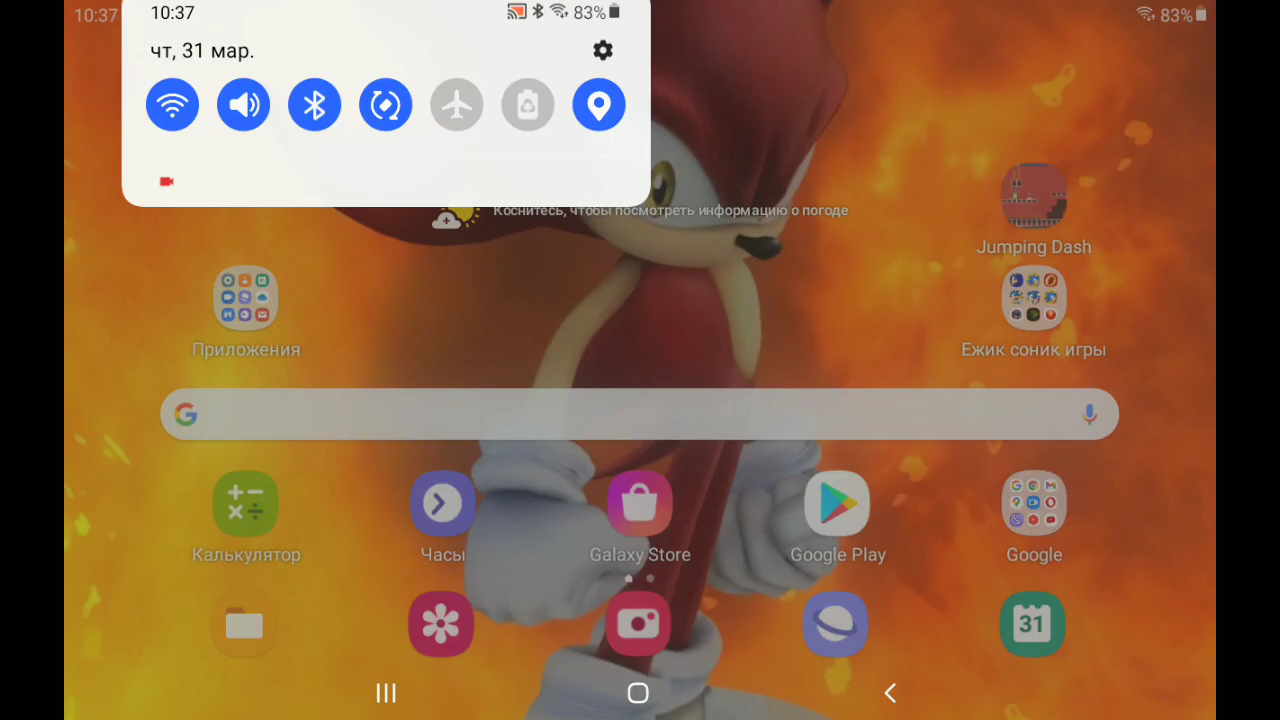 10:37
10:37
83%
83%
чт, 31 мар.
Коснитесь, чтобы посмотреть информацию о погоде
Jumping Dash
Приложения
Ежик соник игры
Калькулятор
Часы
Galaxy Store
Google Play
Google
31